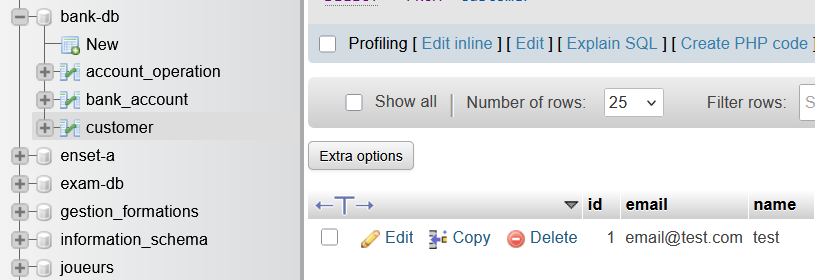 bank-db
New
account_operation
bank_account
customer
enset-a
exam-db
gestion_formations
information_schema
joueurs
Profiling [ Edit inline ] [ Edit ] [ Explain SQL ] [ Create PHP code ]
Show all Number of rows: 25 Filter rows: S
Extra options
id email name
Edit Copy Delete 1 email@test.com test